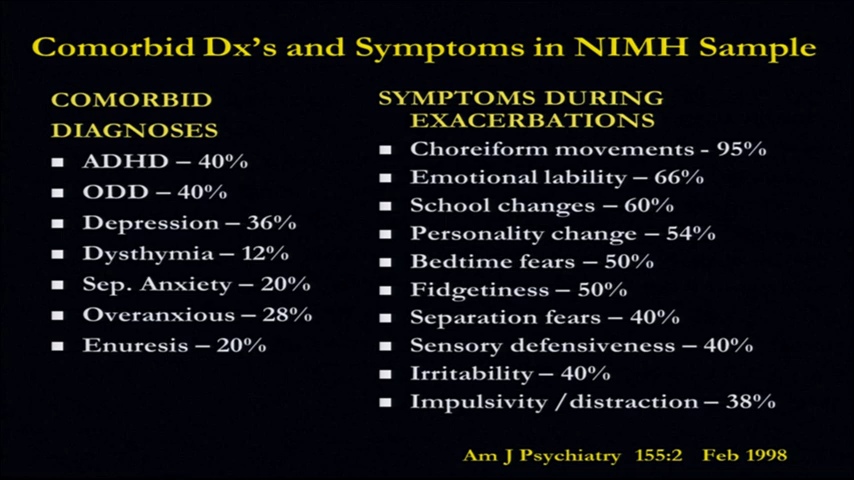 Comorbid Dx's and Symptoms in NIMH Sample
COMORBID
DIAGNOSES
ADHD – 40%
ODD – 40%
Depression – 36%
Dysthymia – 12%
Sep. Anxiety – 20%
Overanxious – 28%
Enuresis – 20%
SYMPTOMS DURING
EXACERBATIONS
Choreiform movements - 95%
Emotional lability – 66%
School changes – 60%
Personality change – 54%
Bedtime fears – 50%
Fidgetiness – 50%
Separation fears – 40%
Sensory defensiveness – 40%
Irritability – 40%
Impulsivity /distraction – 38%
Am J Psychiatry 155:2 Feb 1998